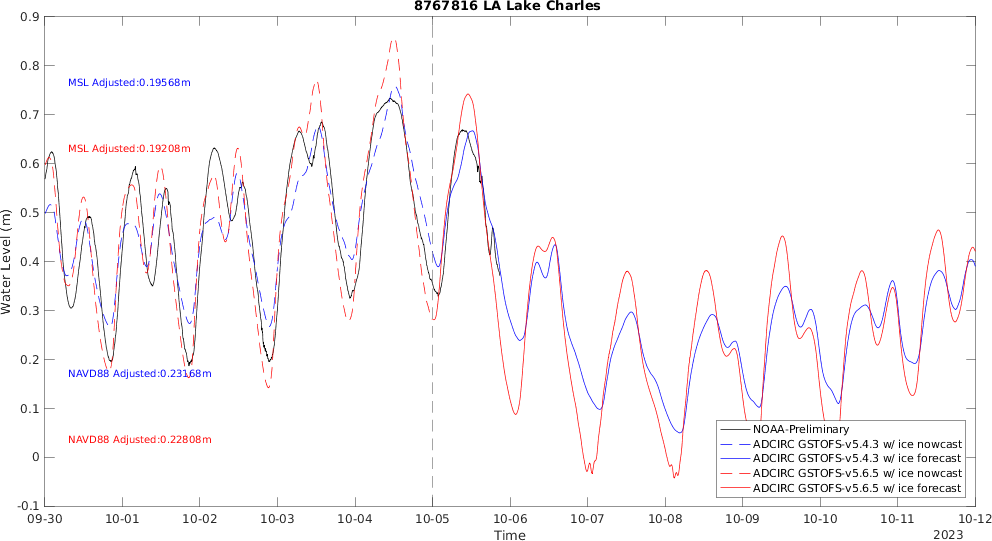 8767816 LA Lake Charles
0.9
0.8
0.7
0.6
0.5
0.4
0.3
0.2
0.1
0
-0.1
Water Level (m)
MSL Adjusted:0.19568m
MSL Adjusted:0.19208m
NAVD88 Adjusted:0.23168m
NAVD88 Adjusted:0.22808m
NOAA-Preliminary
ADCIRC GSTOFS-v5.4.3 w/ ice nowcast
ADCIRC GSTOFS-v5.4.3 w/ ice forecast
ADCIRC GSTOFS-v5.6.5 w/ ice nowcast
ADCIRC GSTOFS-v5.6.5 w/ ice forecast
09-30 10-01 10-02 10-03 10-04 10-05 10-06 10-07 10-08 10-09 10-10 10-11 10-12
Time
2023